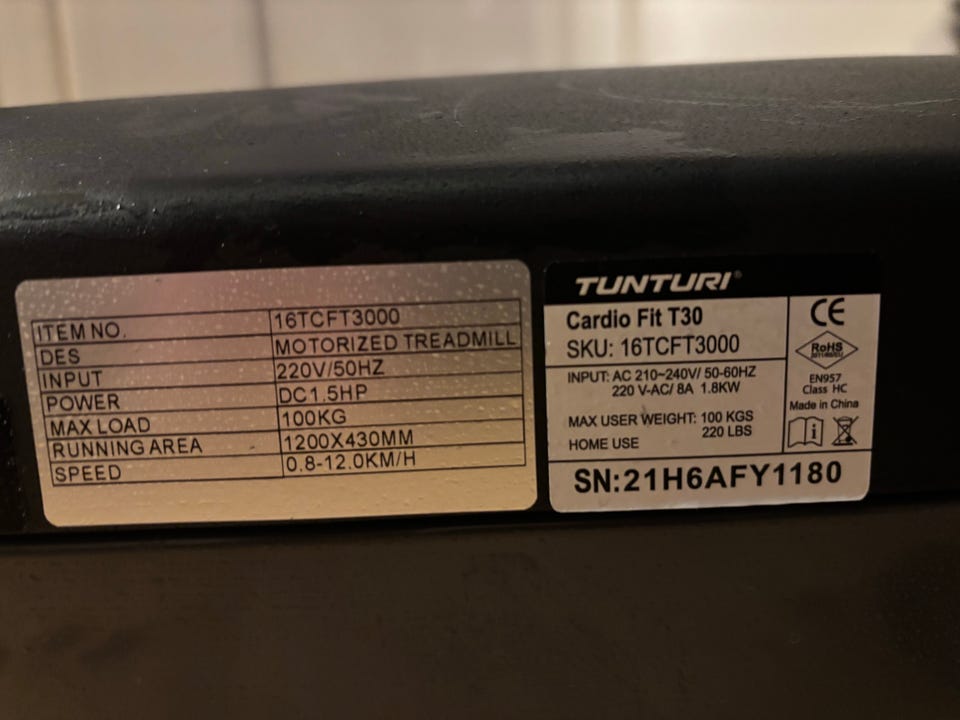 ITEM NO. 16TCFT3000
DES MOTORIZED TREADMILL
INPUT 220V/50HZ
POWER DC1.5HP
MAX LOAD 100KG
RUNNING AREA 1200X430MM
SPEED 0.8-12.0KM/H
TUNTURI®
Cardio Fit T30
SKU: 16TCFT3000
INPUT: AC 210~240V/ 50-60HZ
220 V-AC/ 8A 1.8KW
MAX USER WEIGHT: 100 KGS
220 LBS
HOME USE
CE
RoHS
EN957
Class HC
Made in China
SN:21H6AFY1180